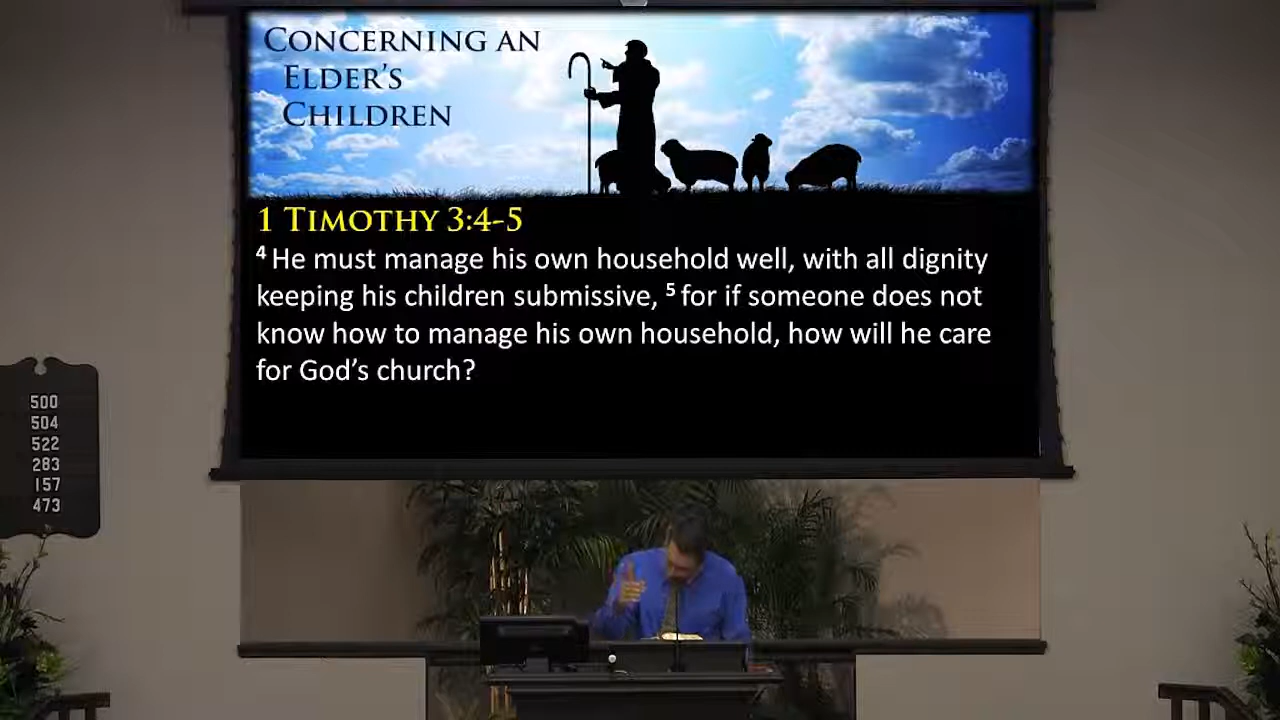 CONCERNING AN
ELDER'S
CHILDREN
1 TIMOTHY 3:4-5
4 He must manage his own household well, with all dignity
keeping his children submissive, 5 for if someone does not
know how to manage his own household, how will he care
for God's church?
500
504
522
283
157
473